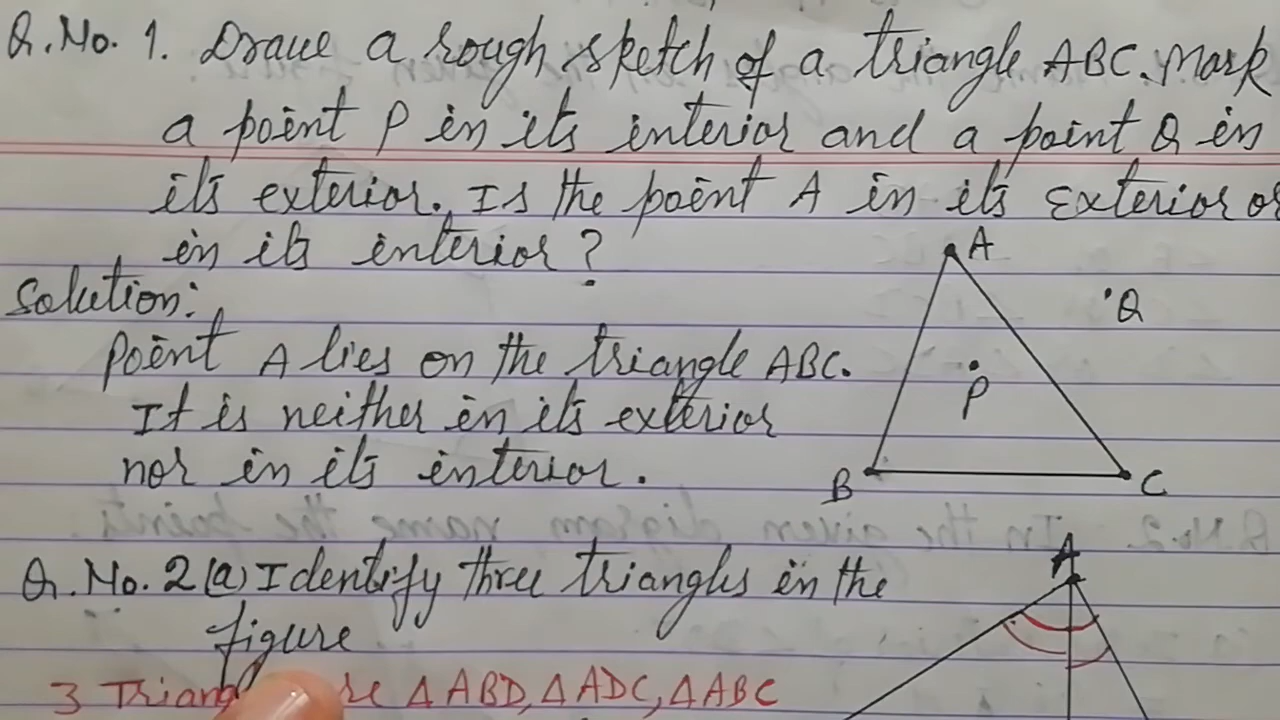 Q.No. 1. Draw a rough sketch of a triangle ABC. Mark
a point P in its interior and a point Q in
its exterior. Is the point A in its Exterior or
in its interior?
A
Q
Solution:
Point A lies on the triangle ABC.
P
It is neither in its exterior
nor in its interior.
B
C
A
Q.No.2(a) Identify three triangles in the
figure
3 are ΔABD, ΔADC, ΔABC